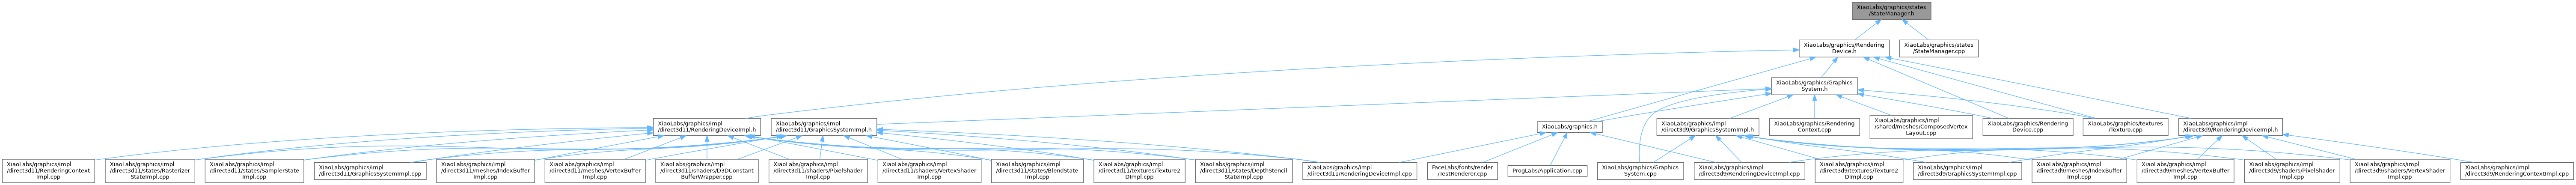 XiaoLabs/graphics/states
/StateManager.h
XiaoLabs/graphics/Rendering
Device.h
XiaoLabs/graphics/states
/StateManager.cpp
XiaoLabs/graphics/Graphics
System.h
XiaoLabs/graphics/impl
/direct3d11/RenderingDeviceImpl.h
XiaoLabs/graphics/impl
/direct3d11/GraphicsSystemImpl.h
XiaoLabs/graphics.h
XiaoLabs/graphics/impl
/direct3d9/GraphicsSystemImpl.h
XiaoLabs/graphics/Rendering
Context.cpp
XiaoLabs/graphics/impl
/shared/meshes/ComposedVertex
Layout.cpp
XiaoLabs/graphics/Rendering
Device.cpp
XiaoLabs/graphics/textures
/Texture.cpp
XiaoLabs/graphics/impl
/direct3d9/RenderingDeviceImpl.h
XiaoLabs/graphics/impl
/direct3d11/RenderingContext
Impl.cpp
XiaoLabs/graphics/impl
/direct3d11/states/Rasterizer
StateImpl.cpp
XiaoLabs/graphics/impl
/direct3d11/states/SamplerState
Impl.cpp
XiaoLabs/graphics/impl
/direct3d11/GraphicsSystemImpl.cpp
XiaoLabs/graphics/impl
/direct3d11/meshes/IndexBuffer
Impl.cpp
XiaoLabs/graphics/impl
/direct3d11/meshes/VertexBuffer
Impl.cpp
XiaoLabs/graphics/impl
/direct3d11/shaders/D3DConstant
BufferWrapper.cpp
XiaoLabs/graphics/impl
/direct3d11/shaders/PixelShader
Impl.cpp
XiaoLabs/graphics/impl
/direct3d11/shaders/VertexShader
Impl.cpp
XiaoLabs/graphics/impl
/direct3d11/states/BlendState
Impl.cpp
XiaoLabs/graphics/impl
/direct3d11/textures/Texture2
DImpl.cpp
XiaoLabs/graphics/impl
/direct3d11/states/DepthStencil
StateImpl.cpp
XiaoLabs/graphics/impl
/direct3d11/RenderingDeviceImpl.cpp
FaceLabs/fonts/render
/TestRenderer.cpp
ProgLabs/Application.cpp
XiaoLabs/graphics/Graphics
System.cpp
XiaoLabs/graphics/impl
/direct3d9/RenderingDeviceImpl.cpp
XiaoLabs/graphics/impl
/direct3d9/textures/Texture2
DImpl.cpp
XiaoLabs/graphics/impl
/direct3d9/GraphicsSystemImpl.cpp
XiaoLabs/graphics/impl
/direct3d9/meshes/IndexBuffer
Impl.cpp
XiaoLabs/graphics/impl
/direct3d9/meshes/VertexBuffer
Impl.cpp
XiaoLabs/graphics/impl
/direct3d9/shaders/PixelShader
Impl.cpp
XiaoLabs/graphics/impl
/direct3d9/shaders/VertexShader
Impl.cpp
XiaoLabs/graphics/impl
/direct3d9/RenderingContextImpl.cpp